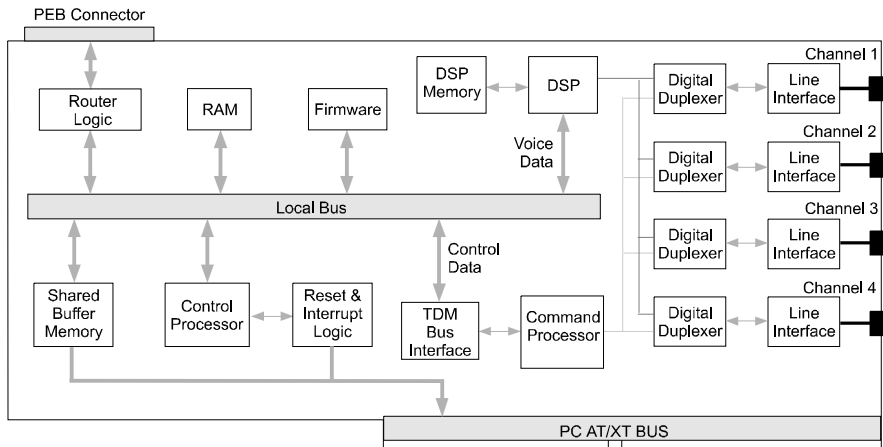 PEB Connector
Channel 1
Router
Logic
RAM
Firmware
DSP
Memory
DSP
Digital
Duplexer
Line
Interface
Voice
Data
Channel 2
Digital
Duplexer
Line
Interface
Local Bus
Channel 3
Digital
Duplexer
Line
Interface
Control
Data
Channel 4
Shared
Buffer
Memory
Control
Processor
Reset &
Interrupt
Logic
TDM
Bus
Interface
Command
Processor
Digital
Duplexer
Line
Interface
PC AT/XT BUS